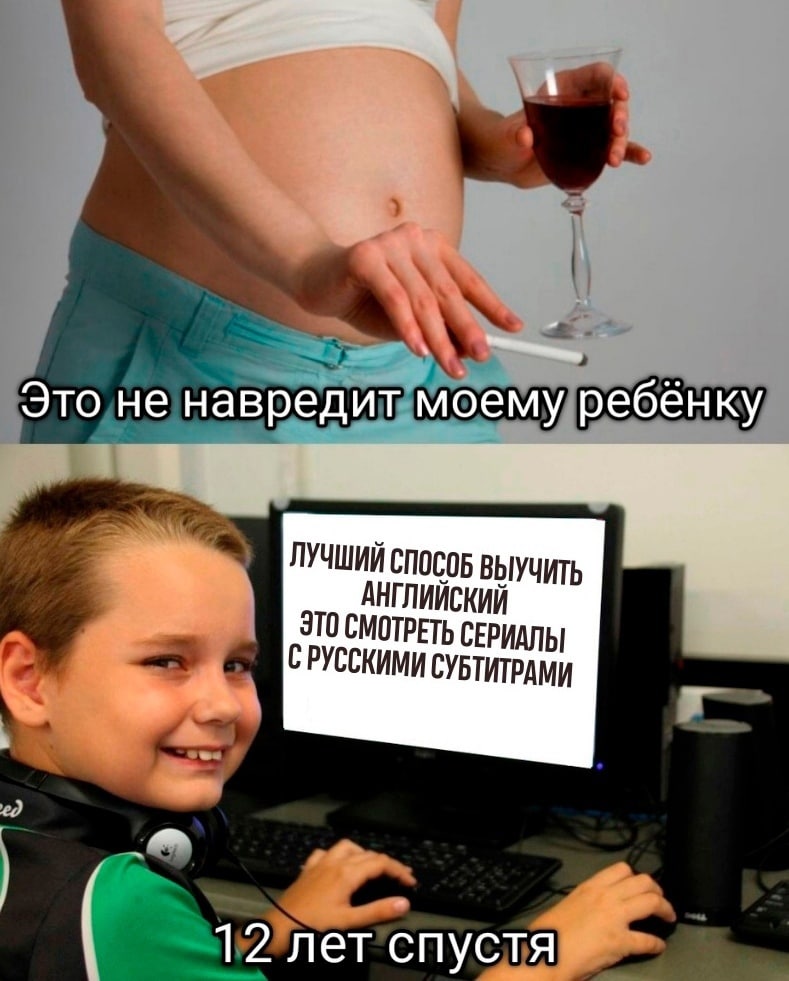 Это не навредит моему ребёнку
ЛУЧШИЙ СПОСОБ ВЫУЧИТЬ
АНГЛИЙСКИЙ
ЭТО СМОТРЕТЬ СЕРИАЛЫ
С РУССКИМИ СУБТИТРАМИ
12 лет спустя